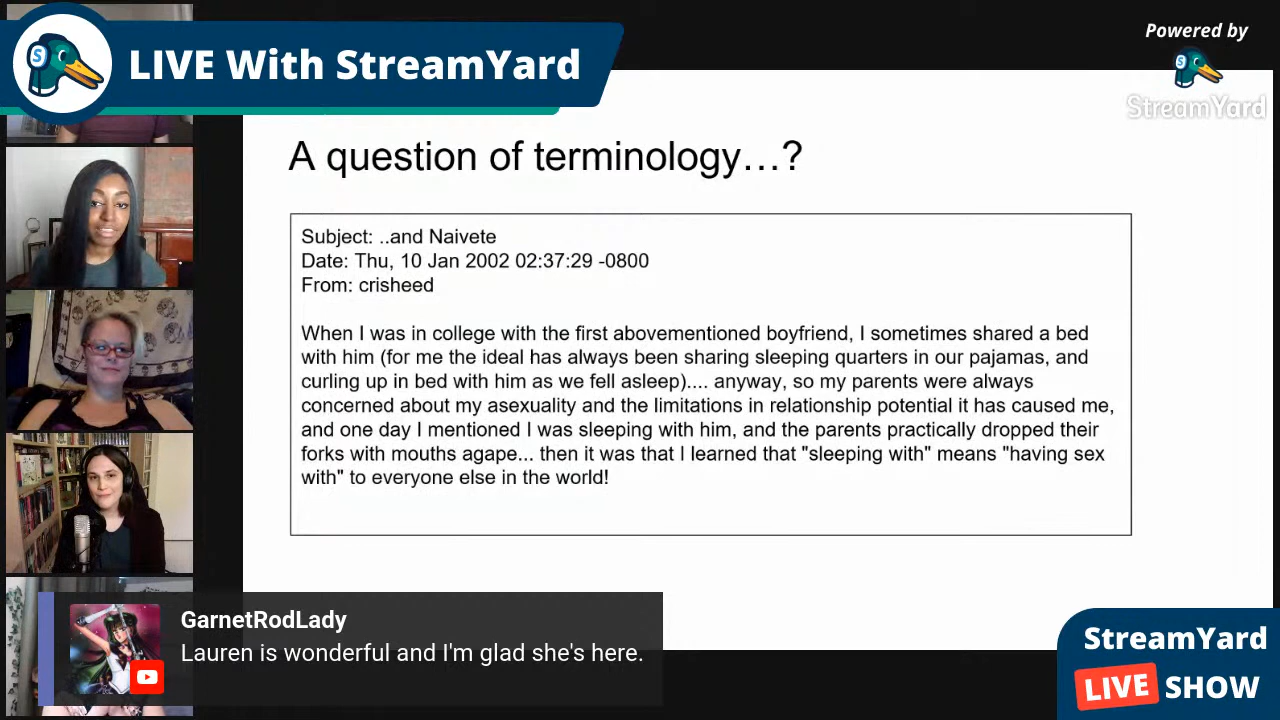 LIVE With StreamYard
Powered by
StreamYard
A question of terminology…?
Subject: ..and Naivete
Date: Thu, 10 Jan 2002 02:37:29 -0800
From: crisheed
When I was in college with the first abovementioned boyfriend, I sometimes shared a bed
with him (for me the ideal has always been sharing sleeping quarters in our pajamas, and
curling up in bed with him as we fell asleep).... anyway, so my parents were always
concerned about my asexuality and the limitations in relationship potential it has caused me,
and one day I mentioned I was sleeping with him, and the parents practically dropped their
forks with mouths agape... then it was that I learned that "sleeping with" means "having sex
with" to everyone else in the world!
GarnetRodLady
Lauren is wonderful and I'm glad she's here.
StreamYard
LIVE SHOW